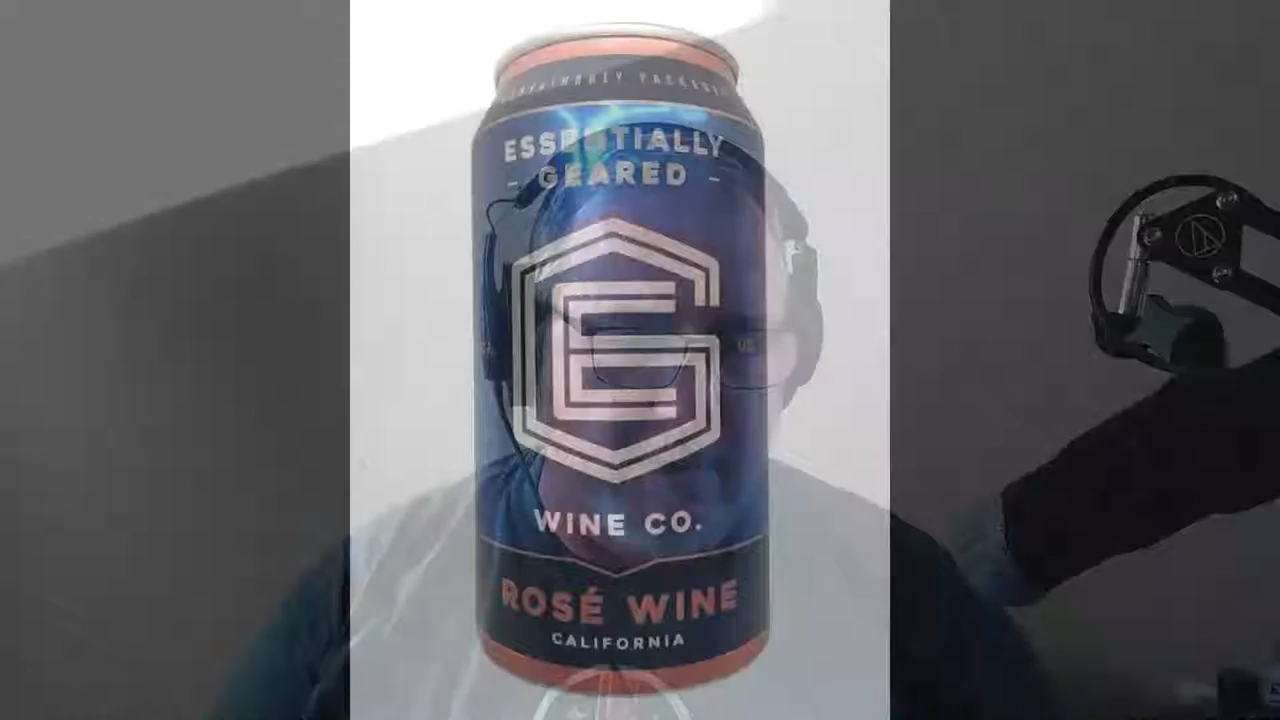 ESSENTIALLY
- GEARED -
WINE CO.
ROSÉ WINE
CALIFORNIA